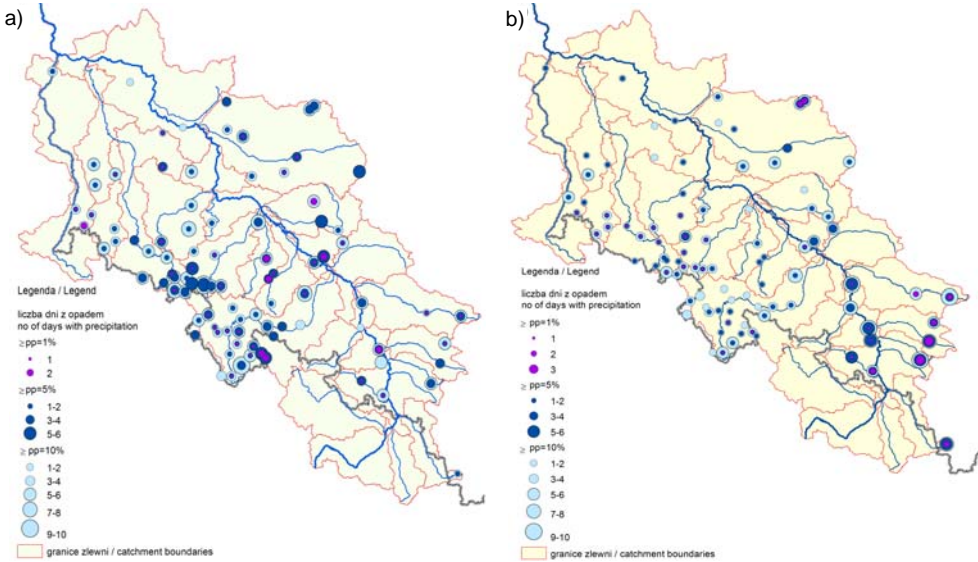 a)
Legenda / Legend
liczba dni z opadem
no of days with precipitation
≥pp=1%
1
2
≥pp=5%
1-2
3-4
5-6
≥ pp=10%
1-2
3-4
5-6
7-8
9-10
granice zlewni / catchment boundaries
b)
Legenda / Legend
liczba dni z opadem
no of days with precipitation
≥ pp=1%
1
2
3
≥pp=5%
1-2
3-4
5-6
≥ pp=10%
1-2
3-4
5-6
7-8
9-10
granice zlewni / catchment boundaries